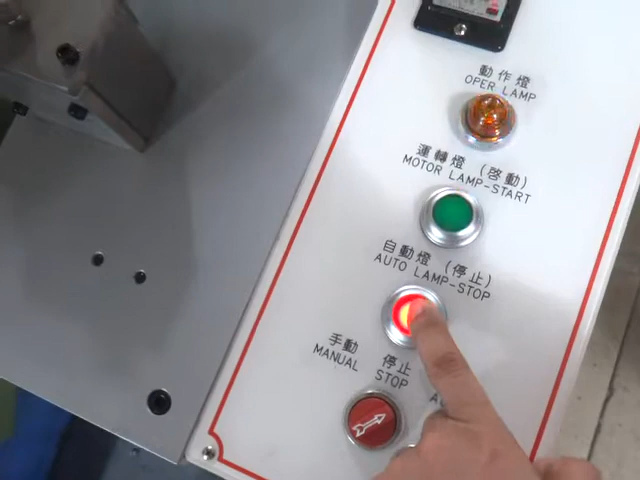 動作燈
OPER LAMP
運轉燈 (啓動)
MOTOR LAMP-START
自動燈 (停止)
AUTO LAMP-STOP
手動 停止
MANUAL STOP